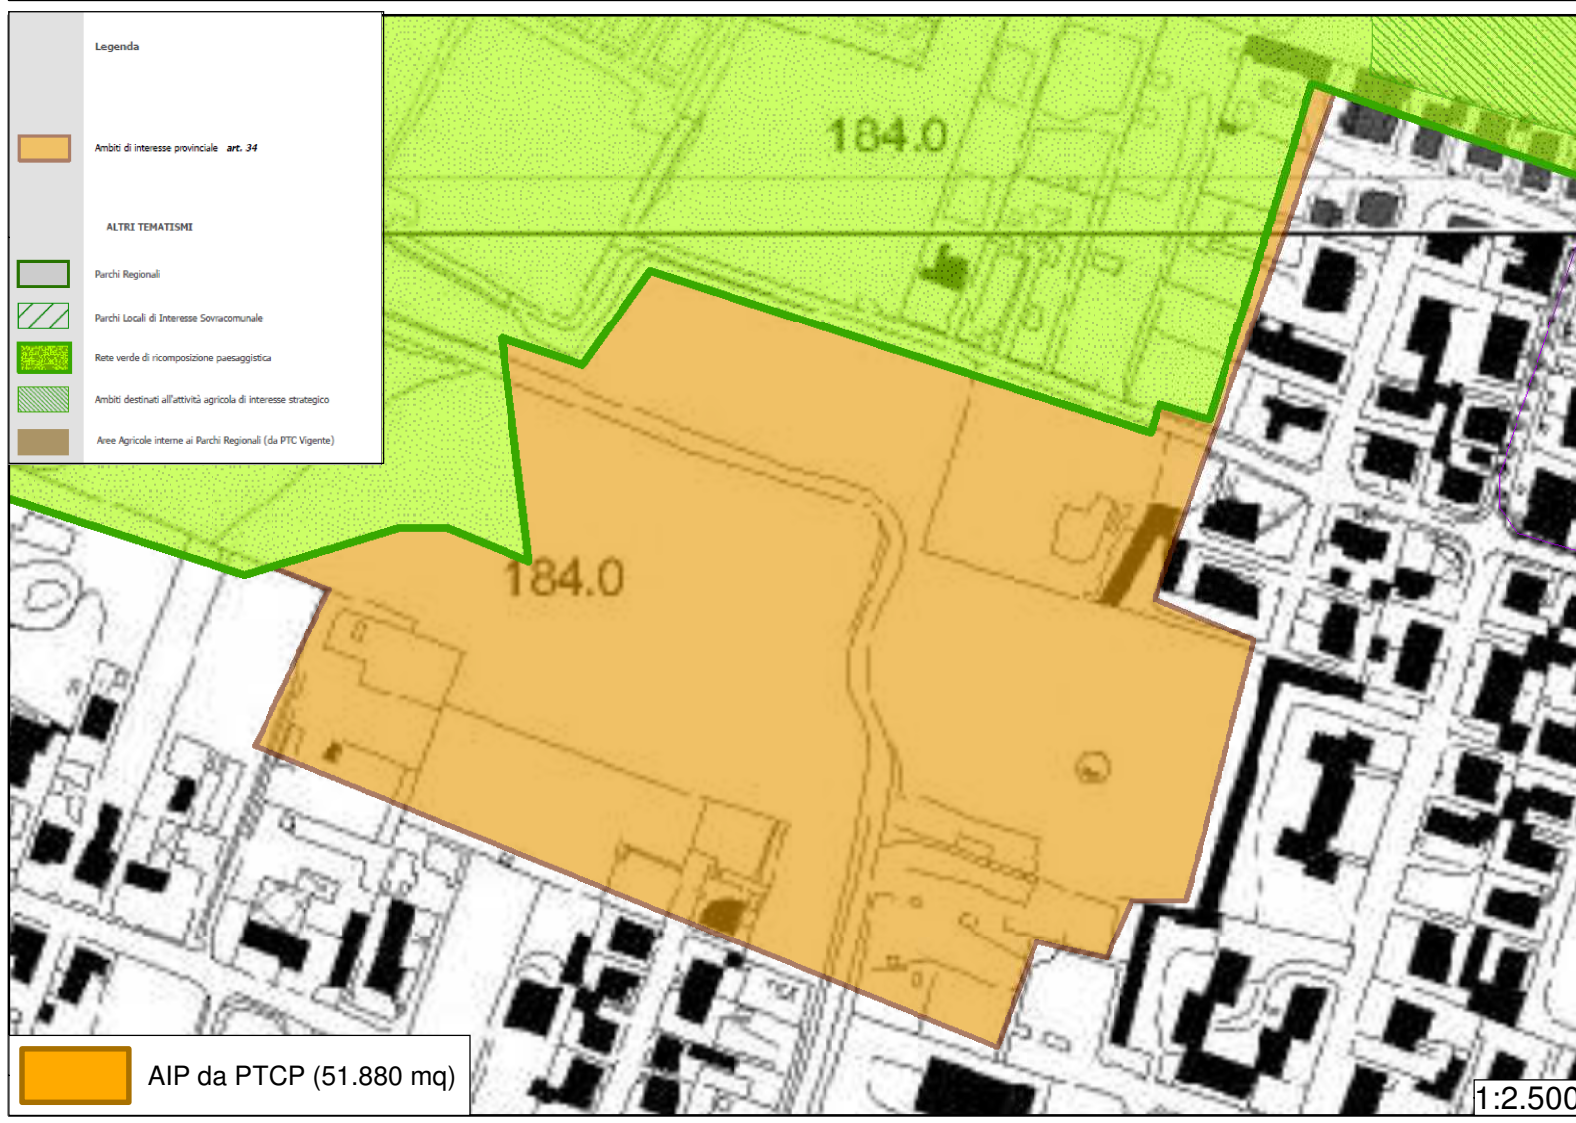 Legenda
Ambiti di interesse provinciale art. 34
ALTRI TEMATISMI
Parchi Regionali
Parchi Locali di Interesse Sovracomunale
Rete verde di ricomposizione paesaggistica
Ambiti destinati all'attività agricola di interesse strategico
Aree Agricole interne ai Parchi Regionali (da PTC Vigente)
184.0
184.0
AIP da PTCP (51.880 mq)
1:2.500